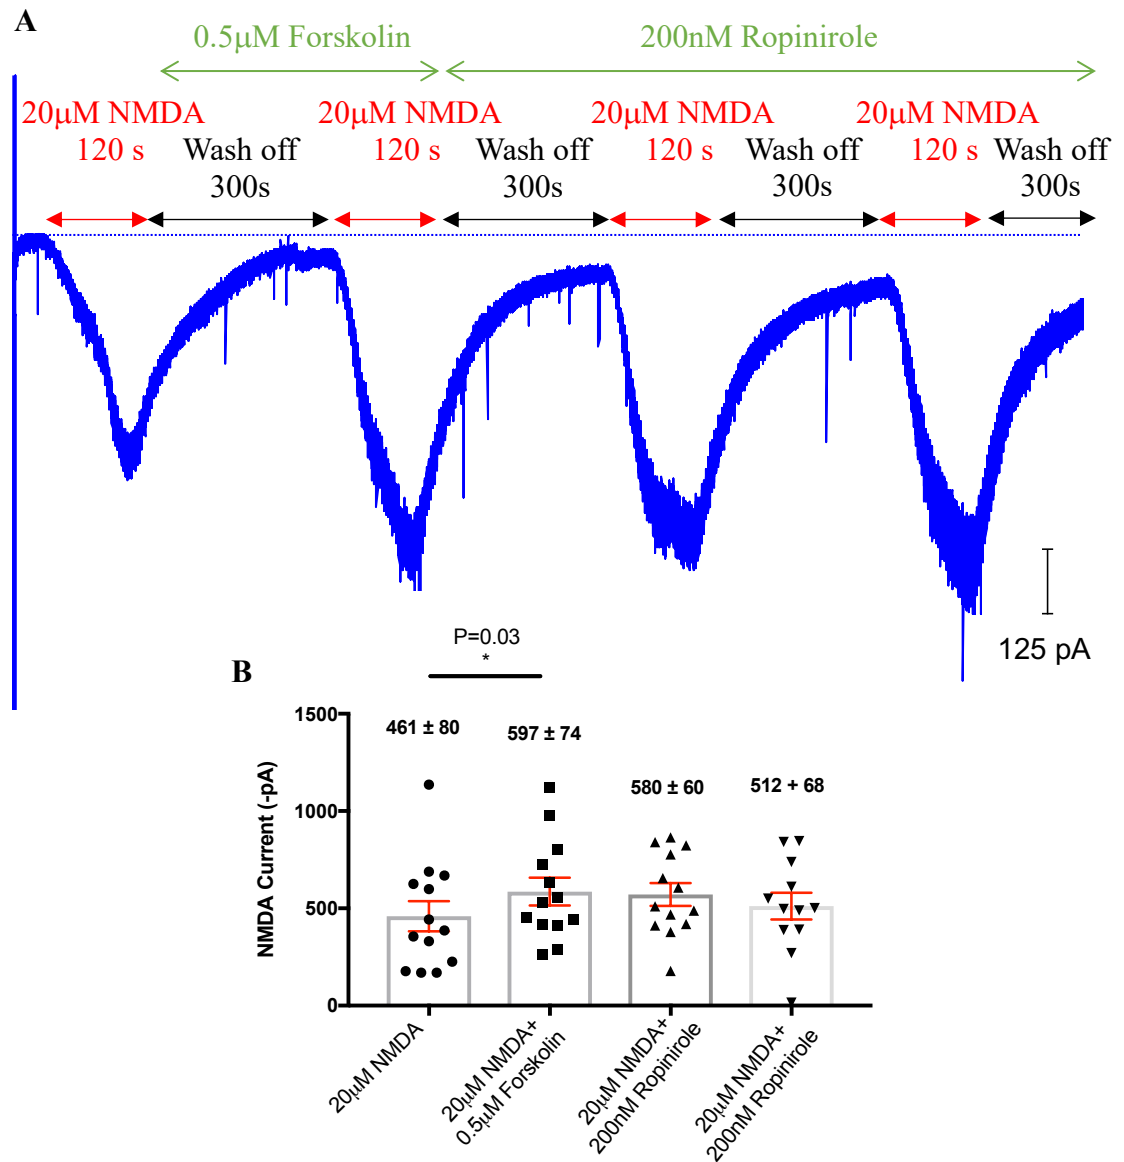 A
0.5μM Forskolin
200nM Ropinirole
20μM NMDA
120 s
Wash off
300s
20μM NMDA
120 s
Wash off
300s
20μM NMDA
120 s
Wash off
300s
20μM NMDA
120 s
Wash off
300s
125 pA
B
P=0.03
*
461 ± 80
597 ± 74
580 ± 60
512 + 68
NMDA Current (-pA)
1500
1000
500
0
20μM NMDA
20μM NMDA+
0.5μM Forskolin
20μM NMDA+
200nM Ropinirole
20μM NMDA+
200nM Ropinirole